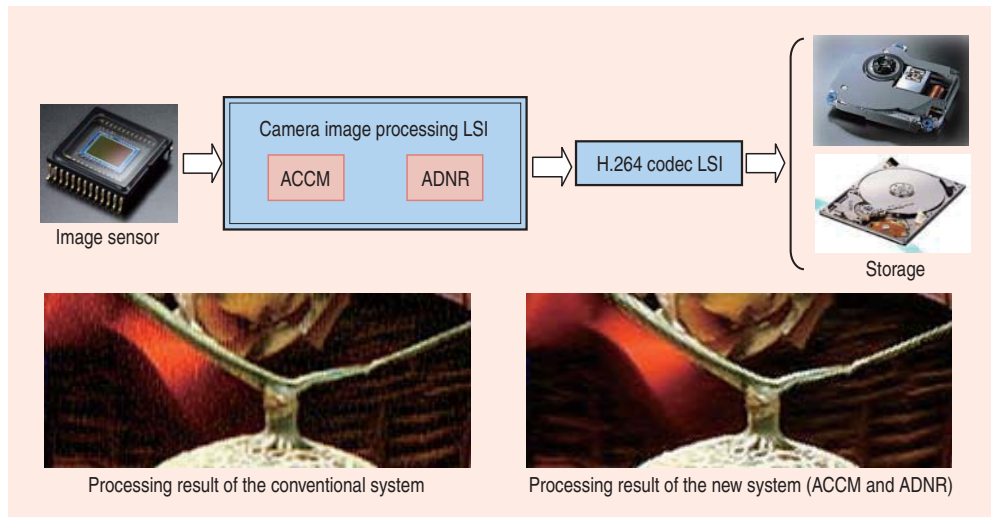 Camera image processing LSI
ACCM
ADNR
H.264 codec LSI
Image sensor
Storage
Processing result of the conventional system
Processing result of the new system (ACCM and ADNR)